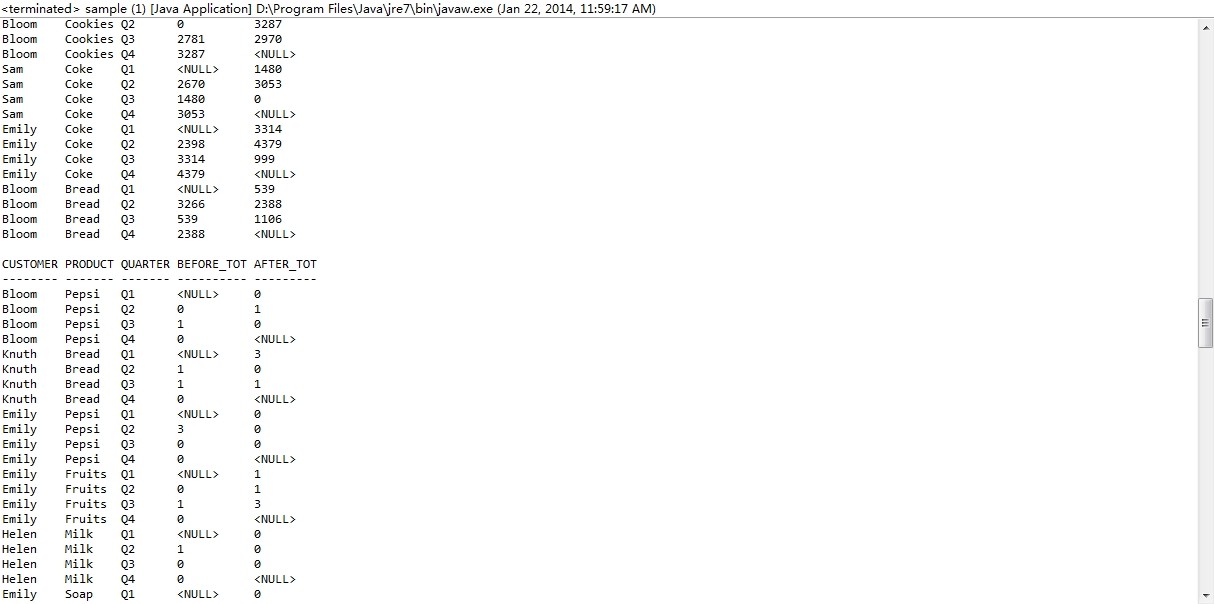 <terminated> sample (1) [Java Application] D:\Program Files\Java\jre7\bin\javaw.exe (Jan 22, 2014, 11:59:17 AM)
Bloom    Cookies Q2      0          3287
Bloom    Cookies Q3      2781       2970
Bloom    Cookies Q4      3287       <NULL>
Sam      Coke    Q1      <NULL>     1480
Sam      Coke    Q2      2670       3053
Sam      Coke    Q3      1480       0
Sam      Coke    Q4      3053       <NULL>
Emily    Coke    Q1      <NULL>     3314
Emily    Coke    Q2      2398       4379
Emily    Coke    Q3      3314       999
Emily    Coke    Q4      4379       <NULL>
Bloom    Bread   Q1      <NULL>     539
Bloom    Bread   Q2      3266       2388
Bloom    Bread   Q3      539        1106
Bloom    Bread   Q4      2388       <NULL>
CUSTOMER PRODUCT QUARTER BEFORE_TOT AFTER_TOT
-------- ------- ------- ---------- ---------
Bloom    Pepsi   Q1      <NULL>     0
Bloom    Pepsi   Q2      0          1
Bloom    Pepsi   Q3      1          0
Bloom    Pepsi   Q4      0          <NULL>
Knuth    Bread   Q1      <NULL>     3
Knuth    Bread   Q2      1          0
Knuth    Bread   Q3      1          1
Knuth    Bread   Q4      0          <NULL>
Emily    Pepsi   Q1      <NULL>     0
Emily    Pepsi   Q2      3          0
Emily    Pepsi   Q3      0          0
Emily    Pepsi   Q4      0          <NULL>
Emily    Fruits  Q1      <NULL>     1
Emily    Fruits  Q2      0          1
Emily    Fruits  Q3      1          3
Emily    Fruits  Q4      0          <NULL>
Helen    Milk    Q1      <NULL>     0
Helen    Milk    Q2      1          0
Helen    Milk    Q3      0          0
Helen    Milk    Q4      0          <NULL>
Emily    Soap    Q1      <NULL>     0